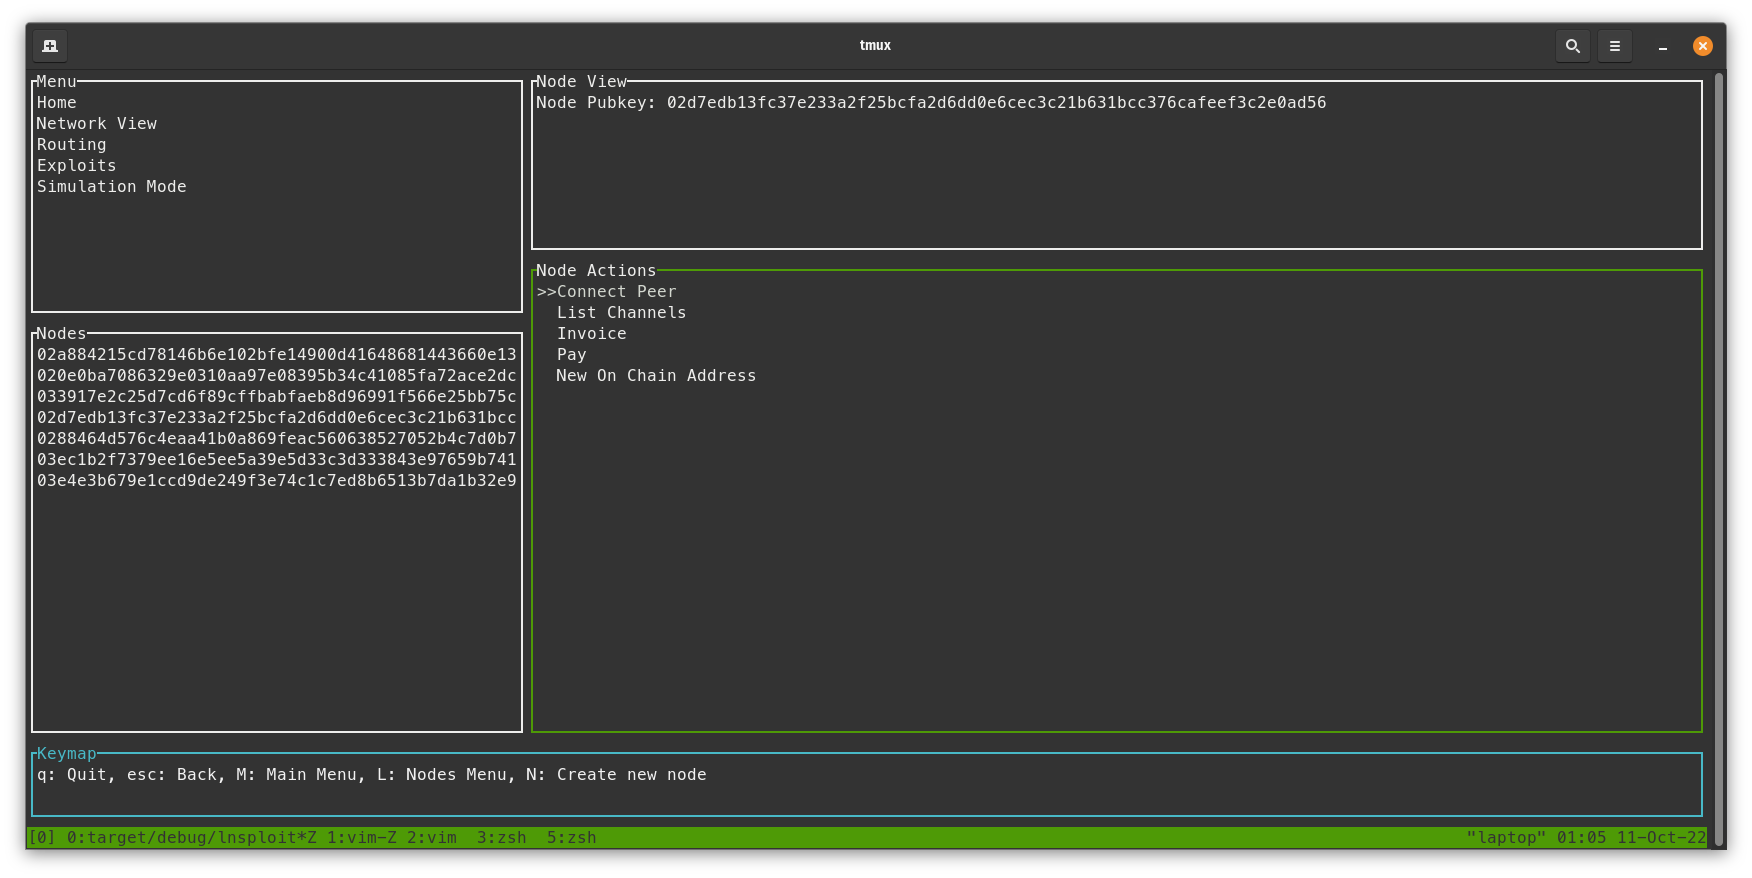 tmux
Menu
Home
Network View
Routing
Exploits
Simulation Mode
Nodes
02a884215cd78146b6e102bfe14900d41648681443660e13
020e0ba7086329e0310aa97e08395b34c41085fa72ace2dc
033917e2c25d7cd6f89cffbabfaeb8d96991f566e25bb75c
02d7edb13fc37e233a2f25bcfa2d6dd0e6cec3c21b631bcc
0288464d576c4eaa41b0a869feac560638527052b4c7d0b7
03ec1b2f7379ee16e5ee5a39e5d33c3d333843e97659b741
03e4e3b679e1ccd9de249f3e74c1c7ed8b6513b7da1b32e9
Node View
Node Pubkey: 02d7edb13fc37e233a2f25bcfa2d6dd0e6cec3c21b631bcc376cafeef3c2e0ad56
Node Actions
>>Connect Peer
List Channels
Invoice
Pay
New On Chain Address
Keymap
q: Quit, esc: Back, M: Main Menu, L: Nodes Menu, N: Create new node
[0] 0:target/debug/lnsploit*Z 1:vim-Z 2:vim  3:zsh  5:zsh "laptop" 01:05 11-Oct-22